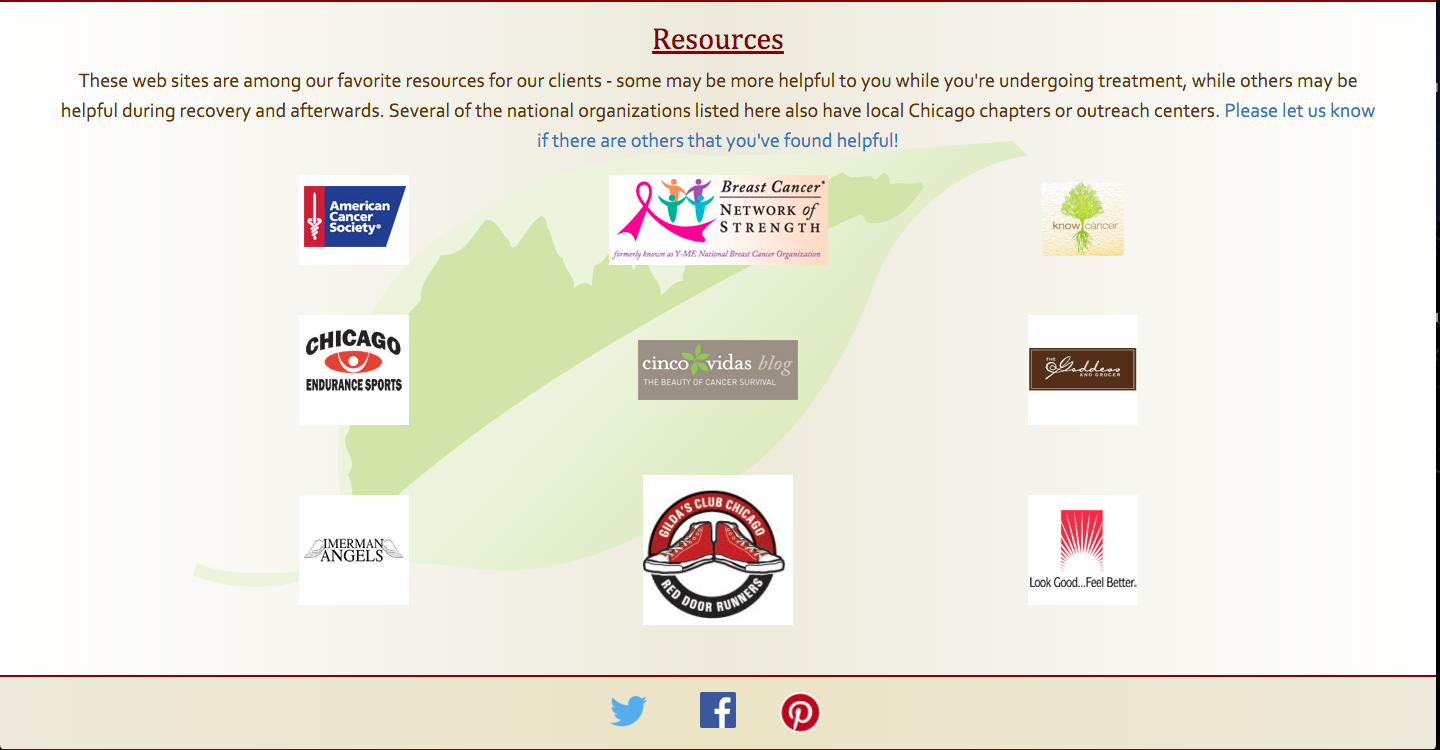 Resources
These web sites are among our favorite resources for our clients - some may be more helpful to you while you're undergoing treatment, while others may be
helpful during recovery and afterwards. Several of the national organizations listed here also have local Chicago chapters or outreach centers. Please let us know
if there are others that you've found helpful!
American
Cancer
Society®
Breast Cancer®
NETWORK of
STRENGTH
formerly known as Y-ME National Breast Cancer Organization
know cancer
CHICAGO
ENDURANCE SPORTS
cinco vidas blog
THE BEAUTY OF CANCER SURVIVAL
THE
Goddess
AND GROCER
IMERMAN
ANGELS
GILDA'S CLUB CHICAGO
RED DOOR RUNNERS
Look Good...Feel Better®